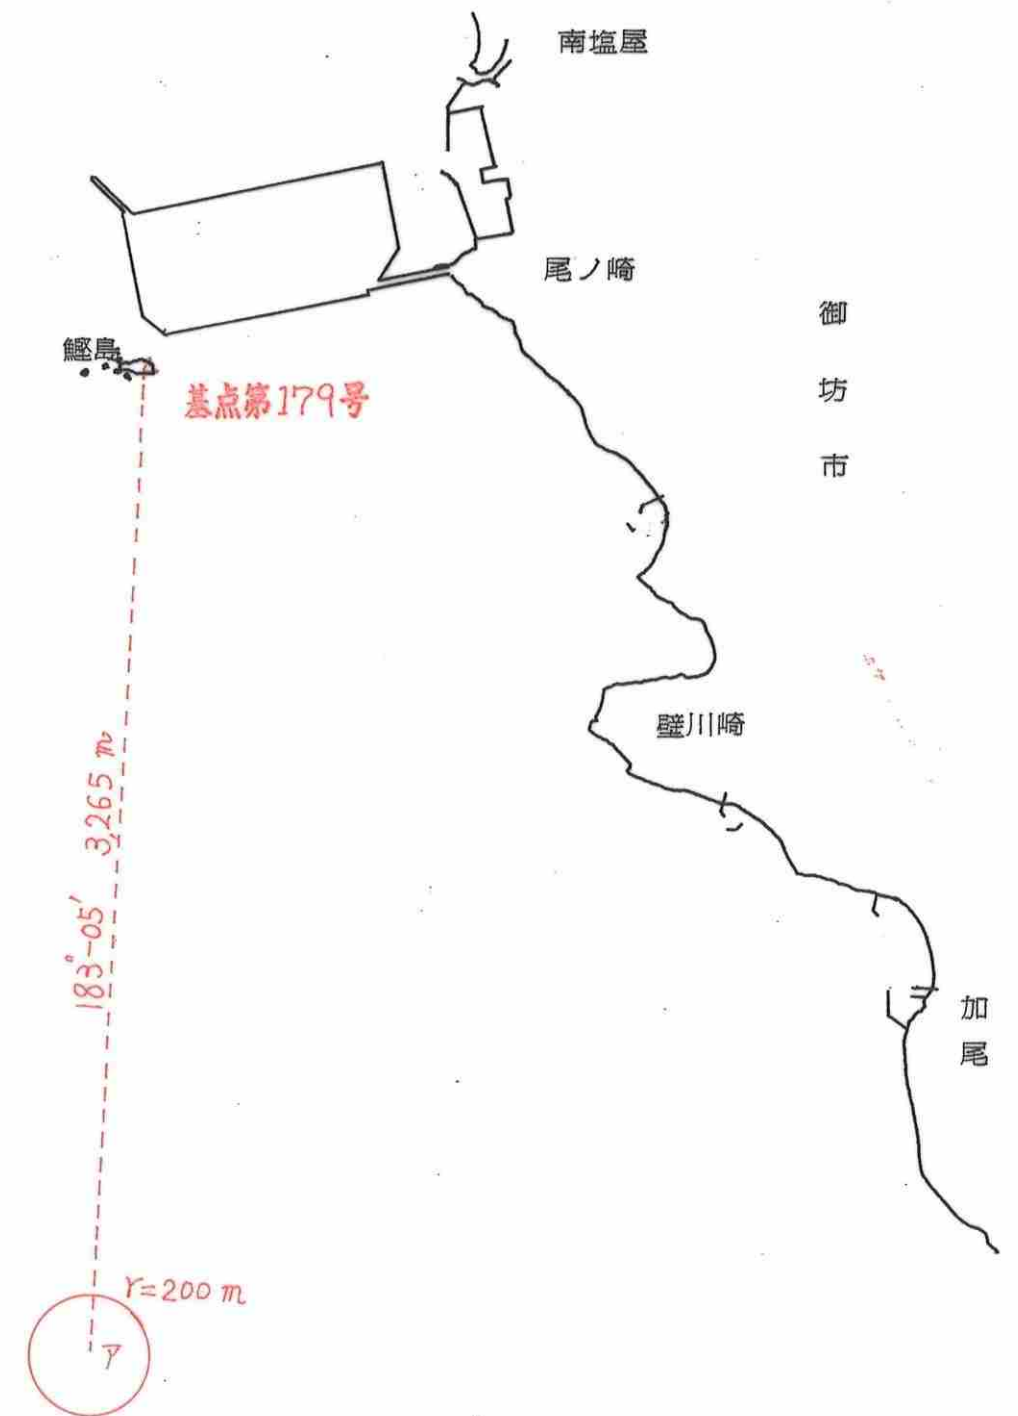 南塩屋
尾ノ崎
御坊市
鰹島
基点第179号
壁川崎
3,265 m
183°-05′
加尾
r=200 m
ア